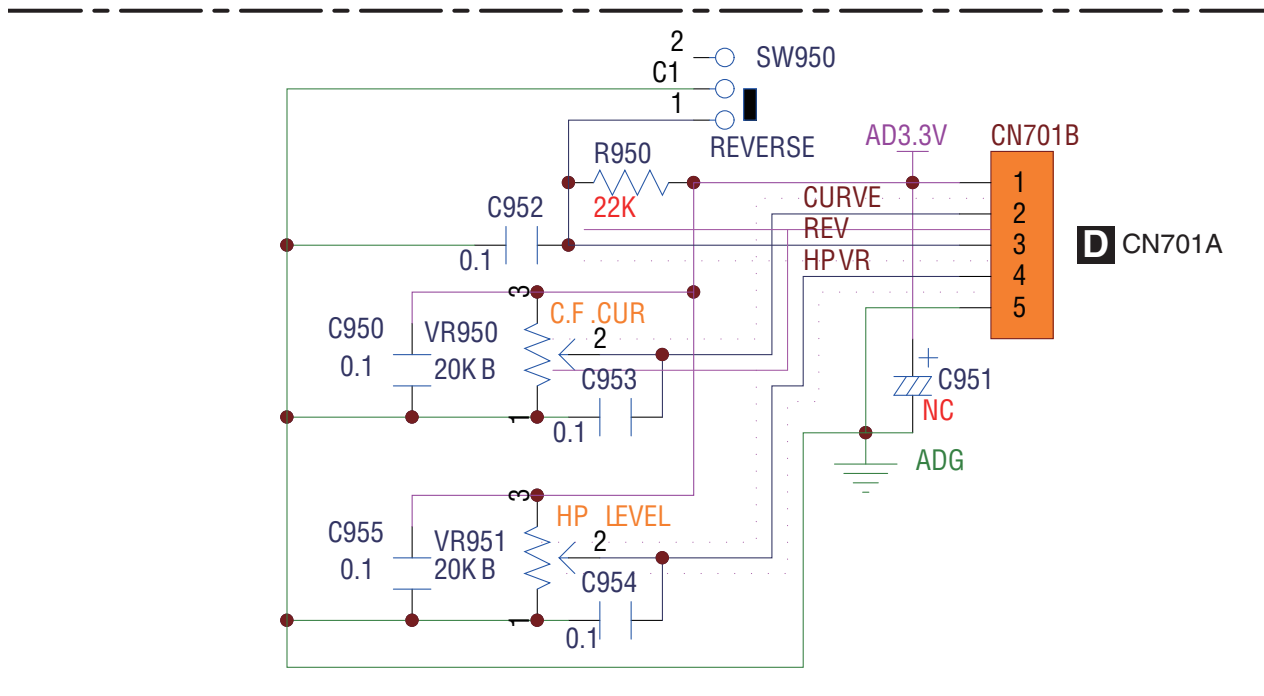 2
SW950
C1
1
REVERSE
AD3.3V
CN701B
R950
22K
1
CURVE
2
C952
REV
3
D CN701A
0.1
HP VR
4
3
C.F .CUR
5
C950
VR950
2
0.1
20K B
C953
+
C951
NC
1
0.1
ADG
3
HP LEVEL
C955
VR951
2
0.1
20K B
C954
1
0.1